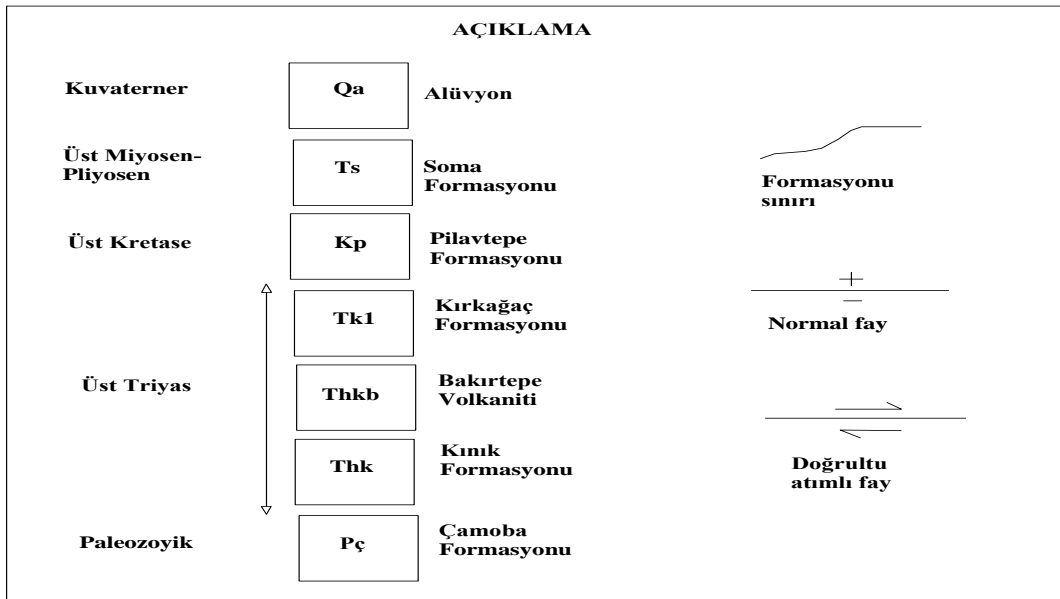 AÇIKLAMA
Kuvaterner
Qa
Alüvyon
Üst Miyosen-
Pliyosen
Ts
Soma
Formasyonu
Üst Kretase
Kp
Pilavtepe
Formasyonu
Tk1
Kırkağaç
Formasyonu
Üst Triyas
Thkb
Bakırtepe
Volkaniti
Thk
Kınık
Formasyonu
Paleozoyik
Pç
Çamoba
Formasyonu
Formasyonu
sınırı
+
−
Normal fay
Doğrultu
atımlı fay